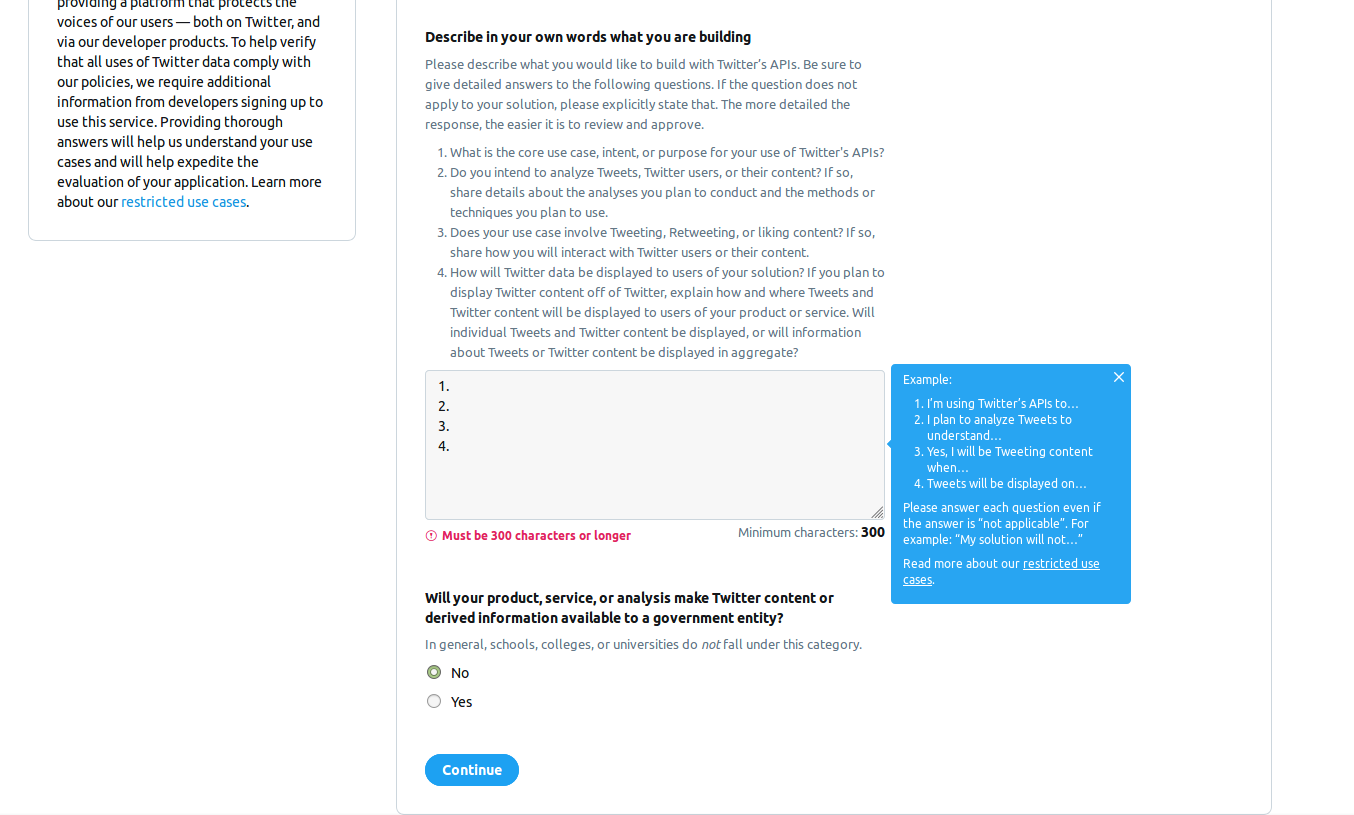 providing a platform that protects the
voices of our users — both on Twitter, and
via our developer products. To help verify
that all uses of Twitter data comply with
our policies, we require additional
information from developers signing up to
use this service. Providing thorough
answers will help us understand your use
cases and will help expedite the
evaluation of your application. Learn more
about our restricted use cases.
Describe in your own words what you are building
Please describe what you would like to build with Twitter's APIs. Be sure to
give detailed answers to the following questions. If the question does not
apply to your solution, please explicitly state that. The more detailed the
response, the easier it is to review and approve.
1. What is the core use case, intent, or purpose for your use of Twitter's APIs?
2. Do you intend to analyze Tweets, Twitter users, or their content? If so,
share details about the analyses you plan to conduct and the methods or
techniques you plan to use.
3. Does your use case involve Tweeting, Retweeting, or liking content? If so,
share how you will interact with Twitter users or their content.
4. How will Twitter data be displayed to users of your solution? If you plan to
display Twitter content off of Twitter, explain how and where Tweets and
Twitter content will be displayed to users of your product or service. Will
individual Tweets and Twitter content be displayed, or will information
about Tweets or Twitter content be displayed in aggregate?
1.
2.
3.
4.
Must be 300 characters or longer
Minimum characters: 300
Example:
1. I'm using Twitter's APIs to…
2. I plan to analyze Tweets to
understand…
3. Yes, I will be Tweeting content
when…
4. Tweets will be displayed on…
Please answer each question even if
the answer is “not applicable”. For
example: “My solution will not…”
Read more about our restricted use
cases.
Will your product, service, or analysis make Twitter content or
derived information available to a government entity?
In general, schools, colleges, or universities do not fall under this category.
No
Yes
Continue